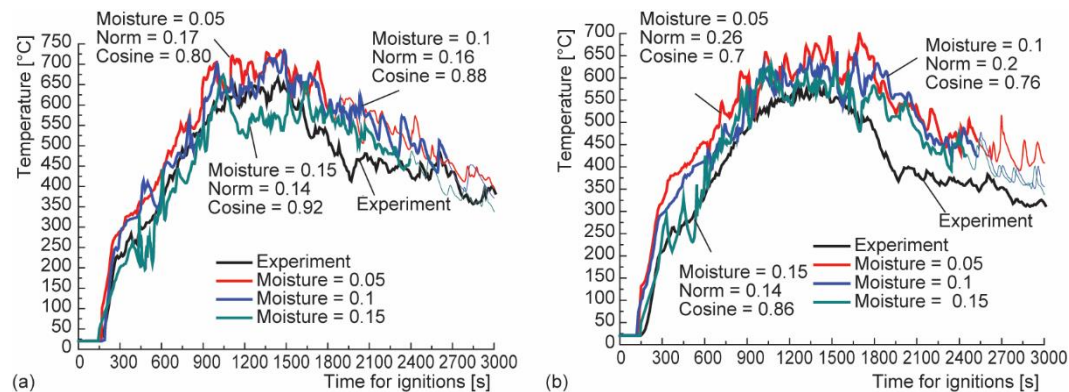 Temperature [°C]
750
700
650
600
550
500
450
400
350
300
250
200
150
100
50
0
Moisture = 0.05
Norm = 0.17
Cosine = 0.80
Moisture = 0.1
Norm = 0.16
Cosine = 0.88
Moisture = 0.15
Norm = 0.14
Cosine = 0.92
Experiment
Experiment
Moisture = 0.05
Moisture = 0.1
Moisture = 0.15
0 300 600 900 1200 1500 1800 2100 2400 2700 3000
(a) Time for ignitions [s]
Temperature [°C]
700
650
600
550
500
450
400
350
300
250
200
150
100
50
0
Moisture = 0.05
Norm = 0.26
Cosine = 0.7
Moisture = 0.1
Norm = 0.2
Cosine = 0.76
Experiment
Moisture = 0.15
Norm = 0.14
Cosine = 0.86
Experiment
Moisture = 0.05
Moisture = 0.1
Moisture = 0.15
0 300 600 900 1200 1500 1800 2100 2400 2700 3000
(b) Time for ignitions [s]